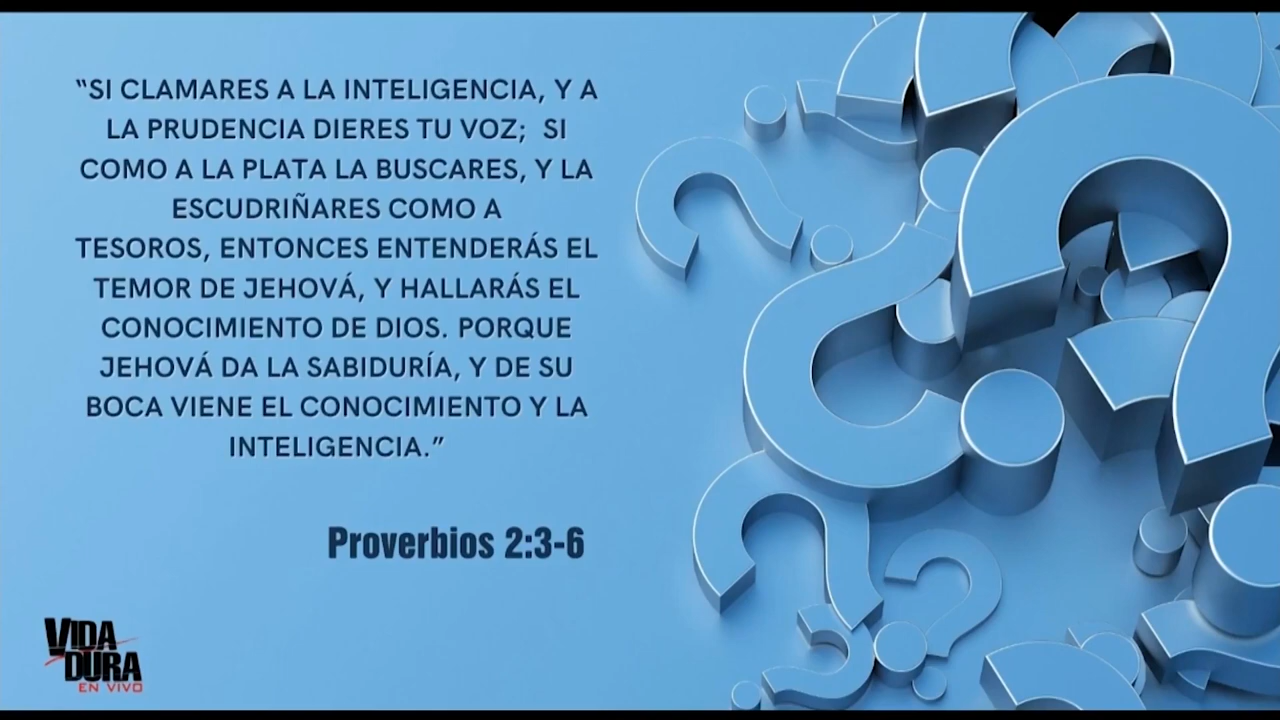 “SI CLAMARES A LA INTELIGENCIA, Y A
LA PRUDENCIA DIERES TU VOZ; SI
COMO A LA PLATA LA BUSCARES, Y LA
ESCUDRIÑARES COMO A
TESOROS, ENTONCES ENTENDERÁS EL
TEMOR DE JEHOVÁ, Y HALLARÁS EL
CONOCIMIENTO DE DIOS. PORQUE
JEHOVÁ DA LA SABIDURÍA, Y DE SU
BOCA VIENE EL CONOCIMIENTO Y LA
INTELIGENCIA.”
Proverbios 2:3-6
VIDA
DURA
EN VIVO